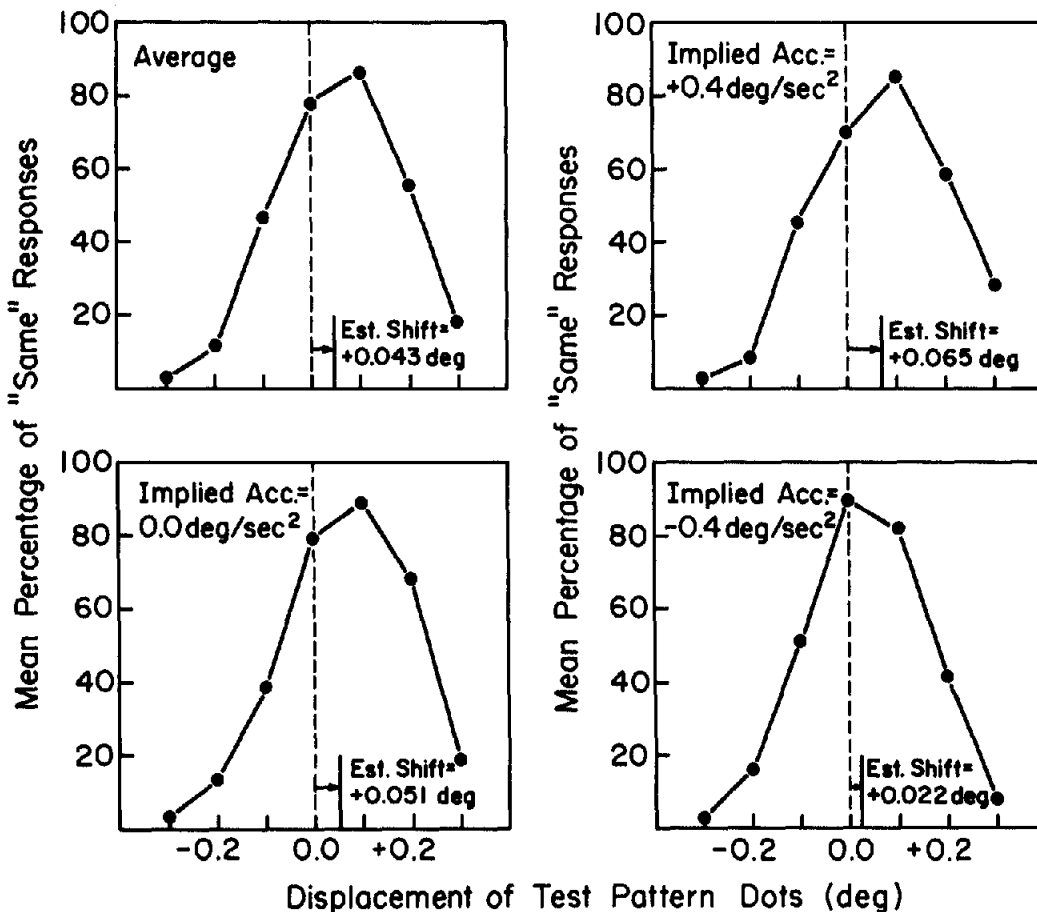 100
80
60
40
20
Average
Est. Shift=
+0.043 deg
Mean Percentage of "Same" Responses
100
80
60
40
20
Implied Acc.=
+0.4 deg/sec²
Est. Shift=
+0.065 deg
Mean Percentage of "Same" Responses
100
80
60
40
20
Implied Acc.=
0.0 deg/sec²
Est. Shift=
+0.051 deg
-0.2 0.0 +0.2
100
80
60
40
20
Implied Acc.=
-0.4 deg/sec²
Est. Shift=
+0.022 deg
-0.2 0.0 +0.2
Displacement of Test Pattern Dots (deg)